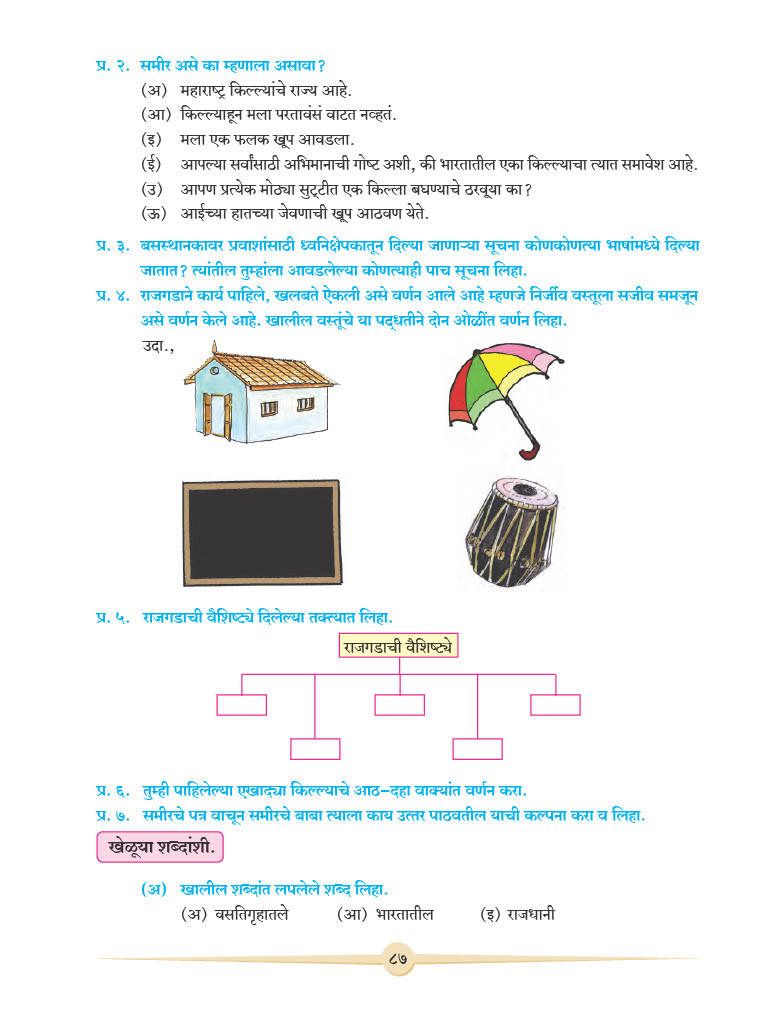 प्र. २. समीर असे का म्हणाला असावा?
(अ) महाराष्ट्र किल्ल्यांचे राज्य आहे.
(आ) किल्ल्याहून मला परतावंसं वाटत नव्हतं.
(इ) मला एक फलक खूप आवडला.
(ई) आपल्या सर्वांसाठी अभिमानाची गोष्ट अशी, की भारतातील एका किल्ल्याचा त्यात समावेश आहे.
(उ) आपण प्रत्येक मोठ्या सुट्टीत एक किल्ला बघण्याचे ठरवूया का?
(ऊ) आईच्या हातच्या जेवणाची खूप आठवण येते.
प्र. ३. बसस्थानकावर प्रवाशांसाठी ध्वनिक्षेपकातून दिल्या जाणाऱ्या सूचना कोणकोणत्या भाषांमध्ये दिल्या
जातात? त्यांतील तुम्हांला आवडलेल्या कोणत्याही पाच सूचना लिहा.
प्र. ४. राजगडाने कार्य पाहिले, खलबते ऐकली असे वर्णन आले आहे म्हणजे निर्जीव वस्तूला सजीव समजून
असे वर्णन केले आहे. खालील वस्तूंचे या पद्धतीने दोन ओळींत वर्णन लिहा.
उदा.,
प्र. ५. राजगडाची वैशिष्ट्ये दिलेल्या तक्त्यात लिहा.
राजगडाची वैशिष्ट्ये
प्र. ६. तुम्ही पाहिलेल्या एखाद्या किल्ल्याचे आठ-दहा वाक्यांत वर्णन करा.
प्र. ७. समीरचे पत्र वाचून समीरचे बाबा त्याला काय उत्तर पाठवतील याची कल्पना करा व लिहा.
खेळूया शब्दांशी.
(अ) खालील शब्दांत लपलेले शब्द लिहा.
(अ) वसतिगृहातले (आ) भारतातील (इ) राजधानी
८७